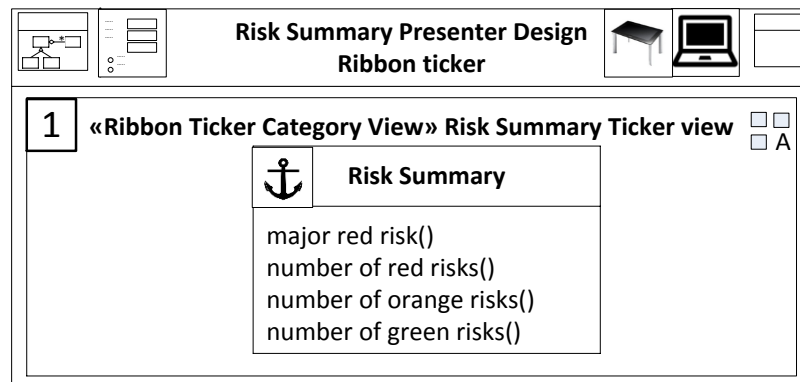 Risk Summary Presenter Design
Ribbon ticker
1 «Ribbon Ticker Category View» Risk Summary Ticker view
A
Risk Summary
major red risk()
number of red risks()
number of orange risks()
number of green risks()